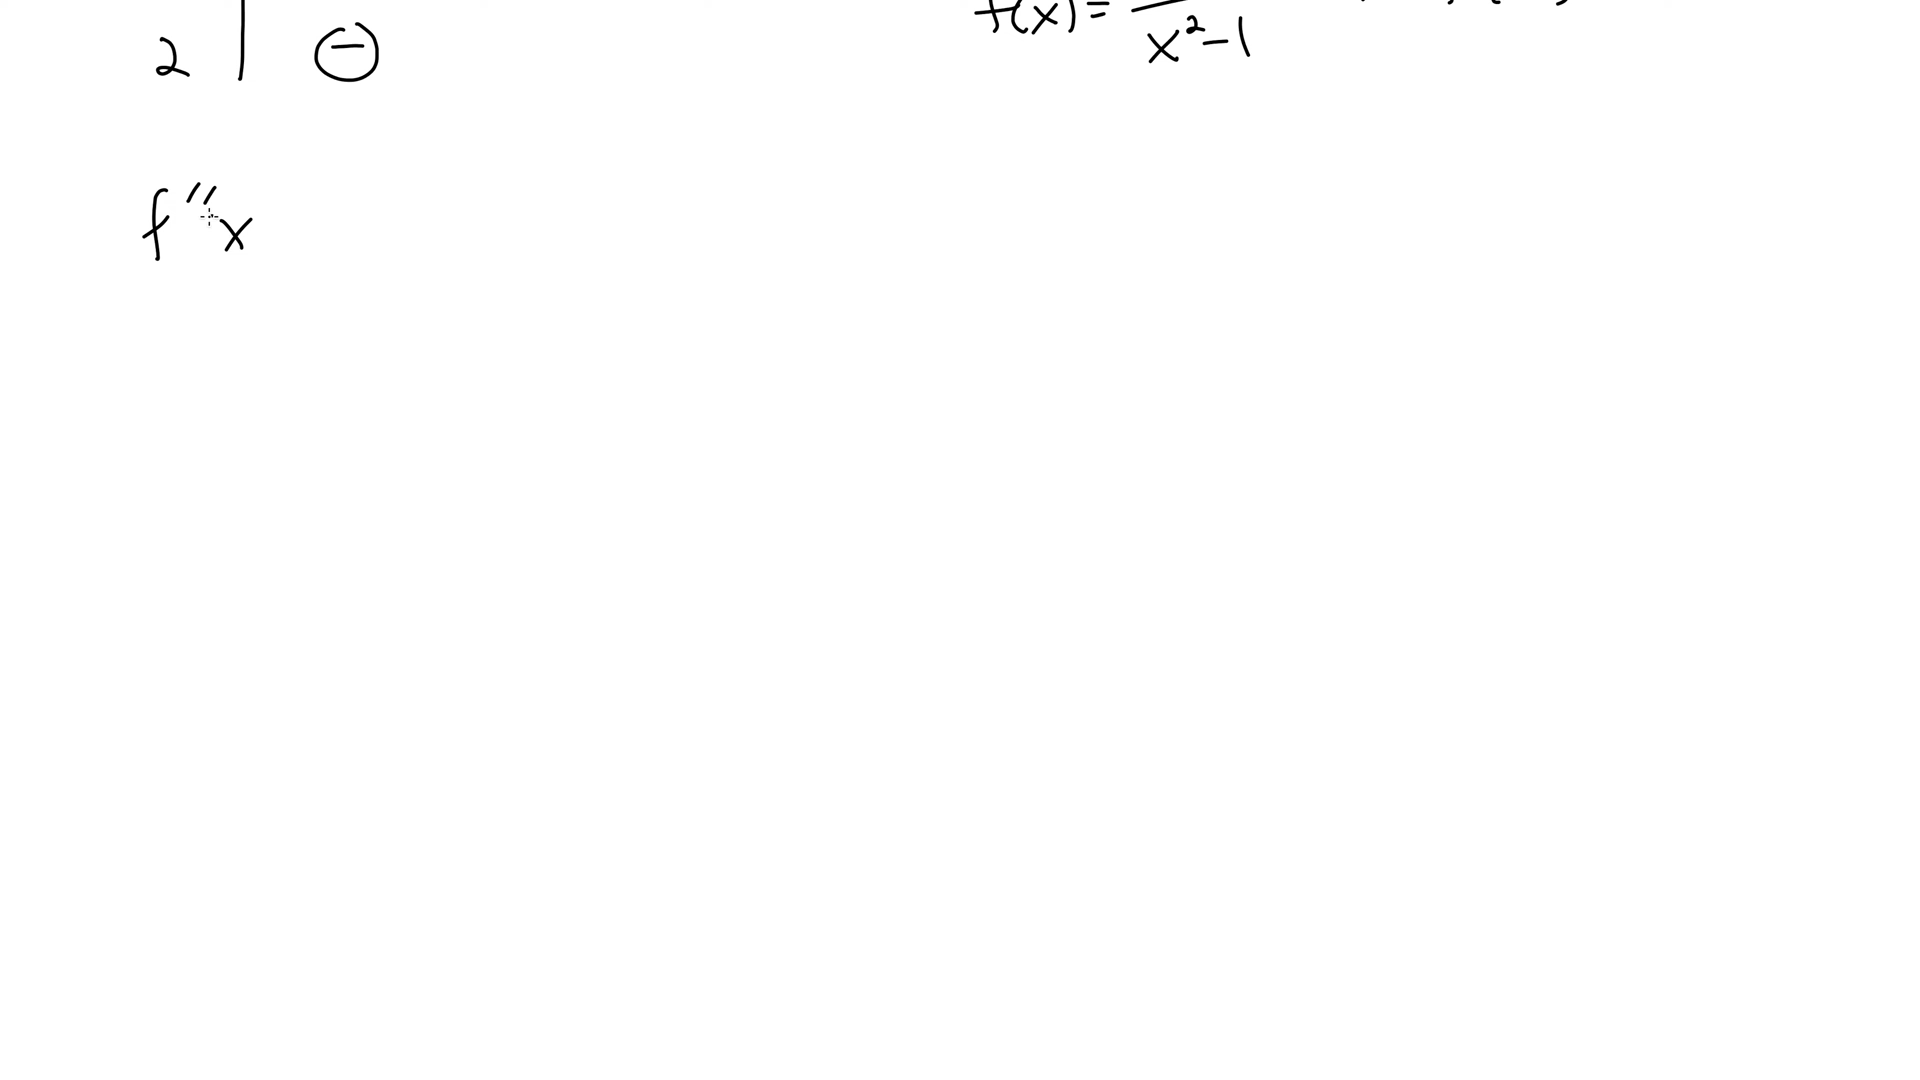 f(x) =
2 | ⊖
x²-1
f''x